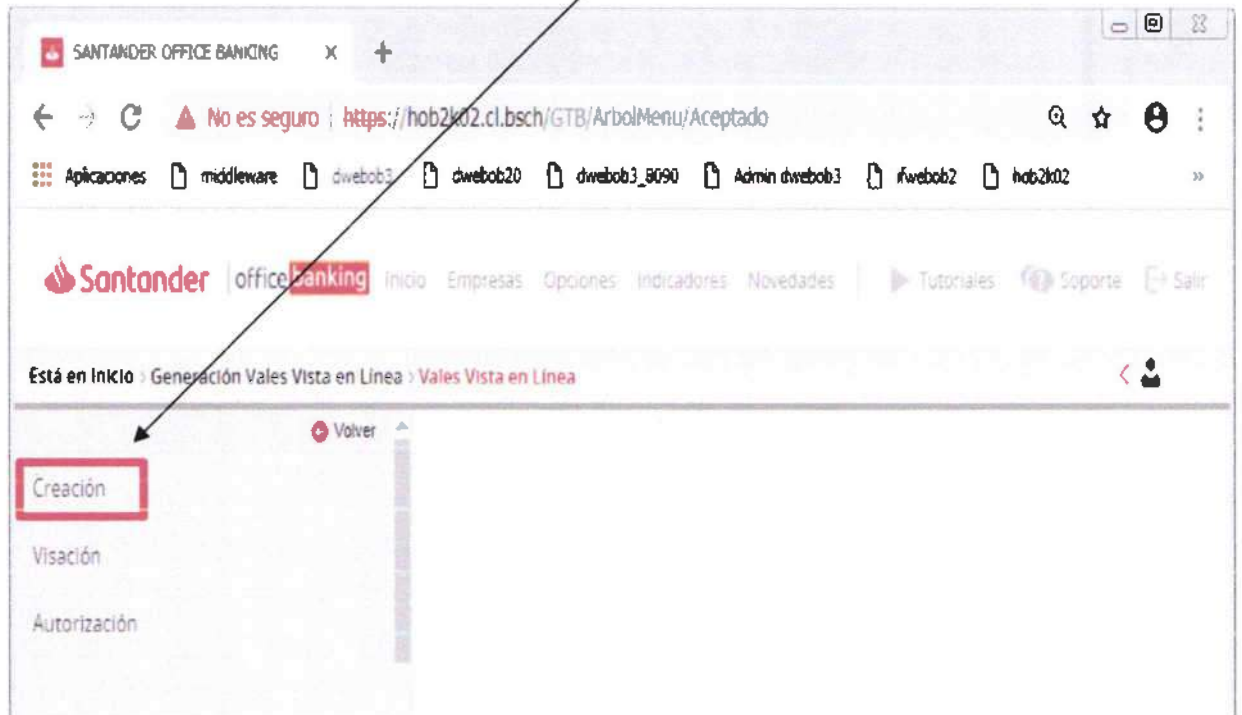 SANTANDER OFFICE BANKING
No es seguro https://hob2k02.cl.bsch/GTB/ArbolMenu/Aceptado
Aplicaciones middleware dwebob3 dwebob20 dwebob3_8090 Admin dwebob3 ifwebob2 hob2k02 »
Santander office banking Inicio Empresas Opciones Indicadores Novedades Tutoriales Soporte Salir
Está en Inicio › Generación Vales Vista en Línea › Vales Vista en Línea
Volver
Creación
Visación
Autorización